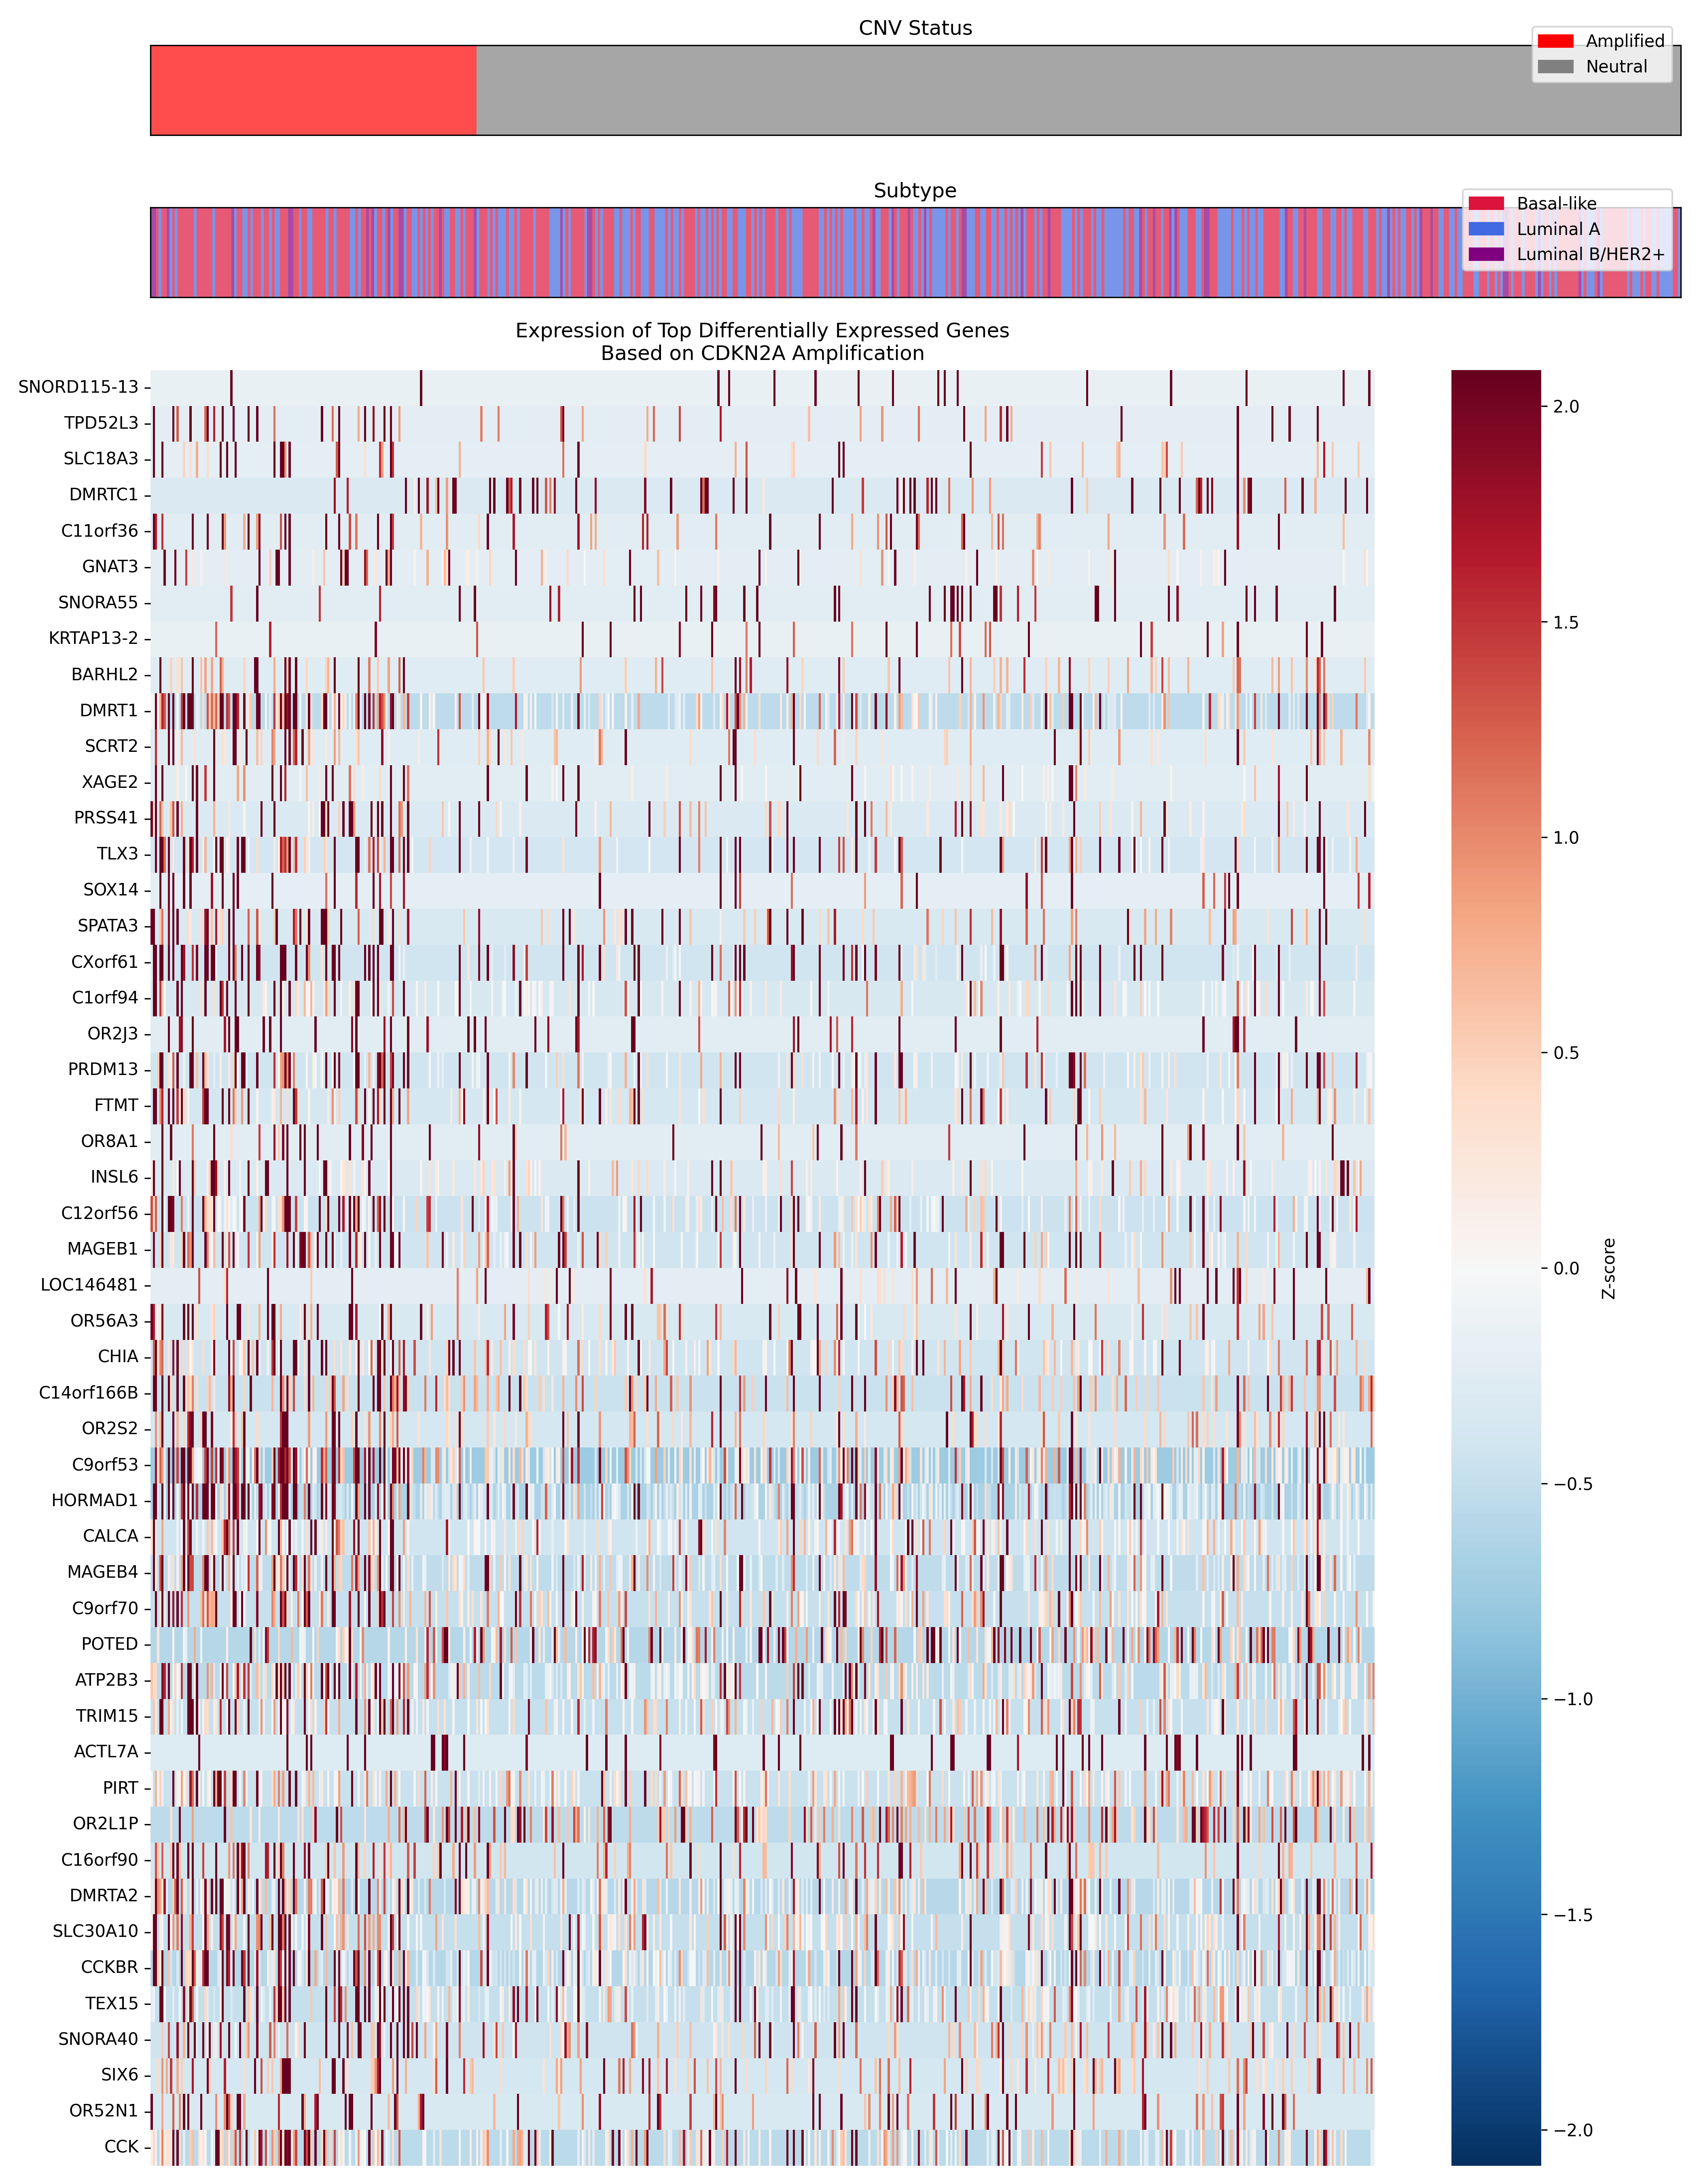 CNV Status
Amplified
Neutral
Subtype
Basal-like
Luminal A
Luminal B/HER2+
Expression of Top Differentially Expressed Genes
Based on CDKN2A Amplification
SNORD115-13
TPD52L3
SLC18A3
DMRTC1
C11orf36
GNAT3
SNORA55
KRTAP13-2
BARHL2
DMRT1
SCRT2
XAGE2
PRSS41
TLX3
SOX14
SPATA3
CXorf61
C1orf94
OR2J3
PRDM13
FTMT
OR8A1
INSL6
C12orf56
MAGEB1
LOC146481
OR56A3
CHIA
C14orf166B
OR2S2
C9orf53
HORMAD1
CALCA
MAGEB4
C9orf70
POTED
ATP2B3
TRIM15
ACTL7A
PIRT
OR2L1P
C16orf90
DMRTA2
SLC30A10
CCKBR
TEX15
SNORA40
SIX6
OR52N1
CCK
2.0
1.5
1.0
0.5
0.0
−0.5
−1.0
−1.5
−2.0
Z-score